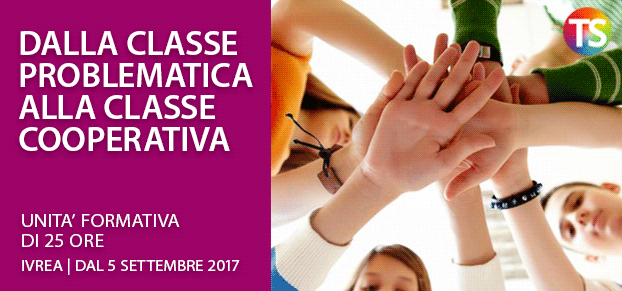 DALLA CLASSE
PROBLEMATICA
ALLA CLASSE
COOPERATIVA
UNITA’ FORMATIVA
DI 25 ORE
IVREA | DAL 5 SETTEMBRE 2017
TS